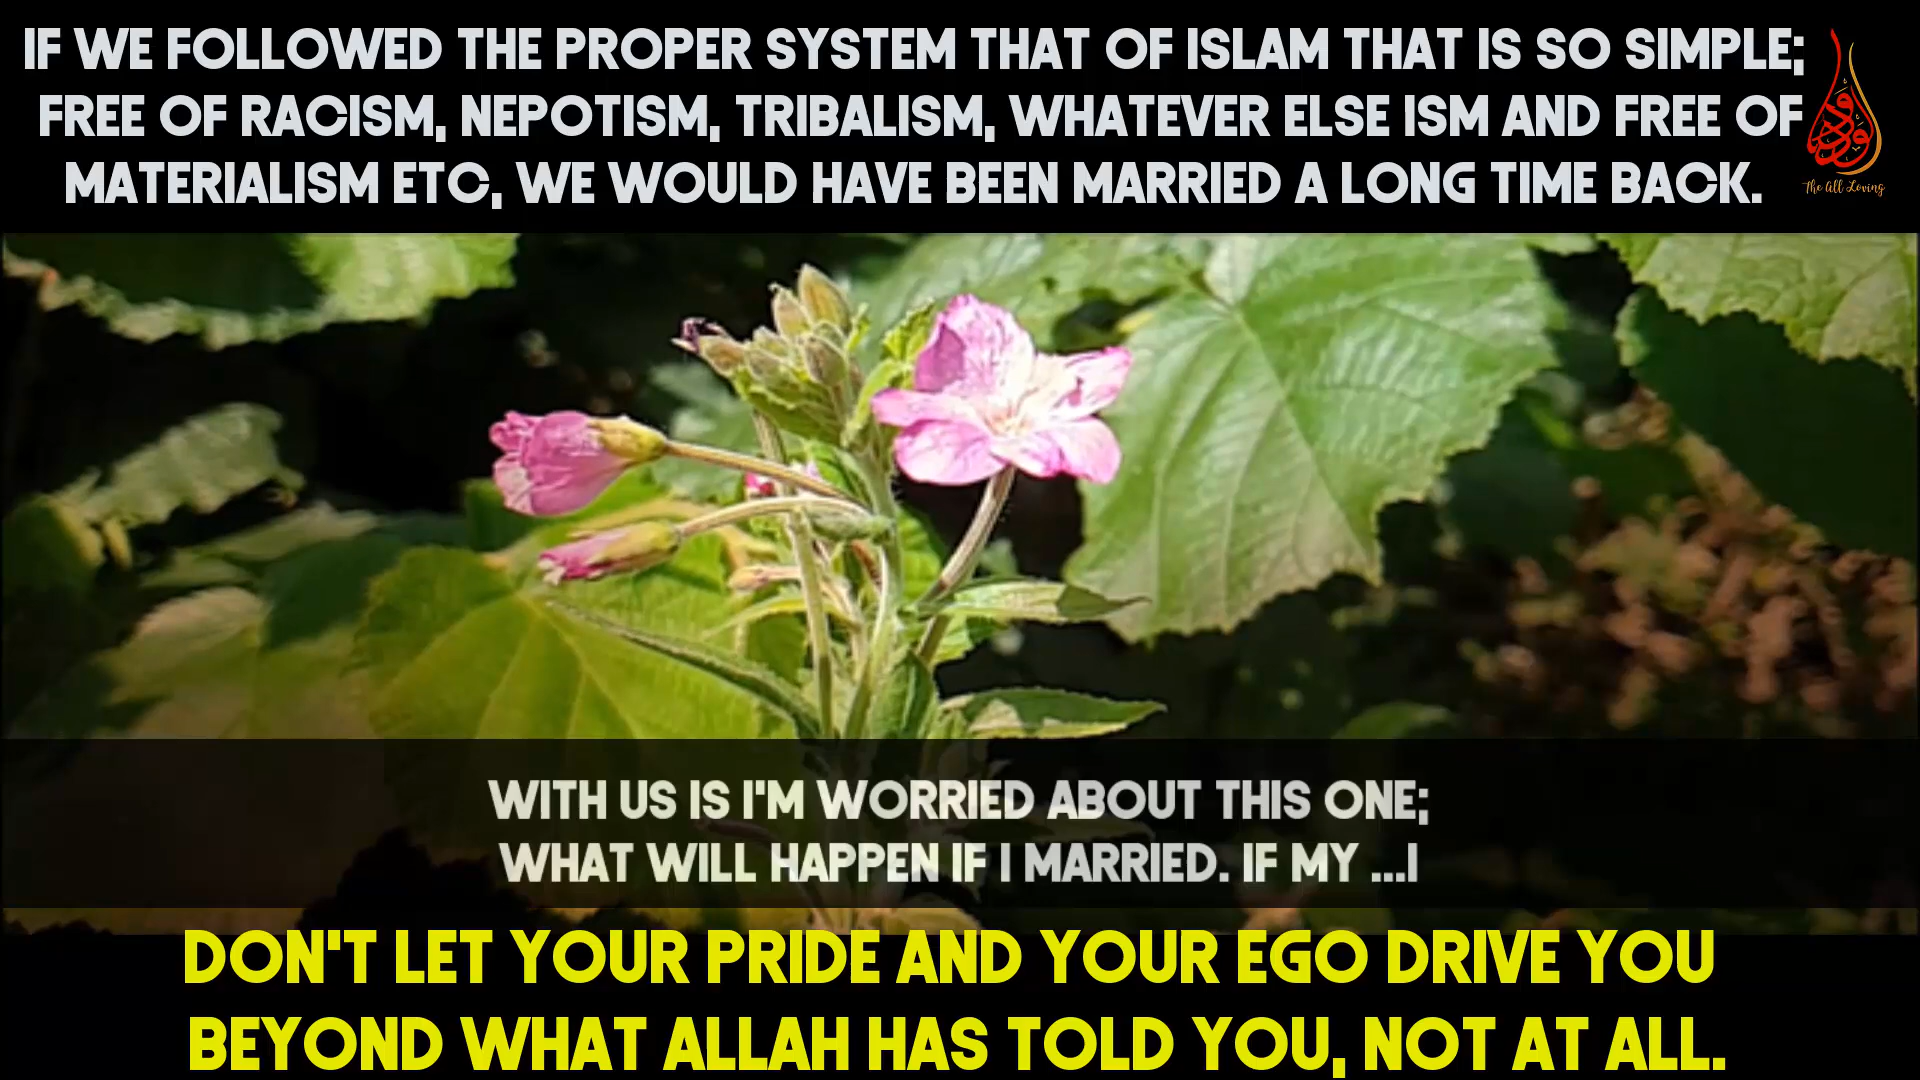 IF WE FOLLOWED THE PROPER SYSTEM THAT OF ISLAM THAT IS SO SIMPLE;
FREE OF RACISM, NEPOTISM, TRIBALISM, WHATEVER ELSE ISM AND FREE OF
MATERIALISM ETC, WE WOULD HAVE BEEN MARRIED A LONG TIME BACK.
The All Loving
WITH US IS I'M WORRIED ABOUT THIS ONE;
WHAT WILL HAPPEN IF I MARRIED. IF MY ...I
DON'T LET YOUR PRIDE AND YOUR EGO DRIVE YOU
BEYOND WHAT ALLAH HAS TOLD YOU, NOT AT ALL.